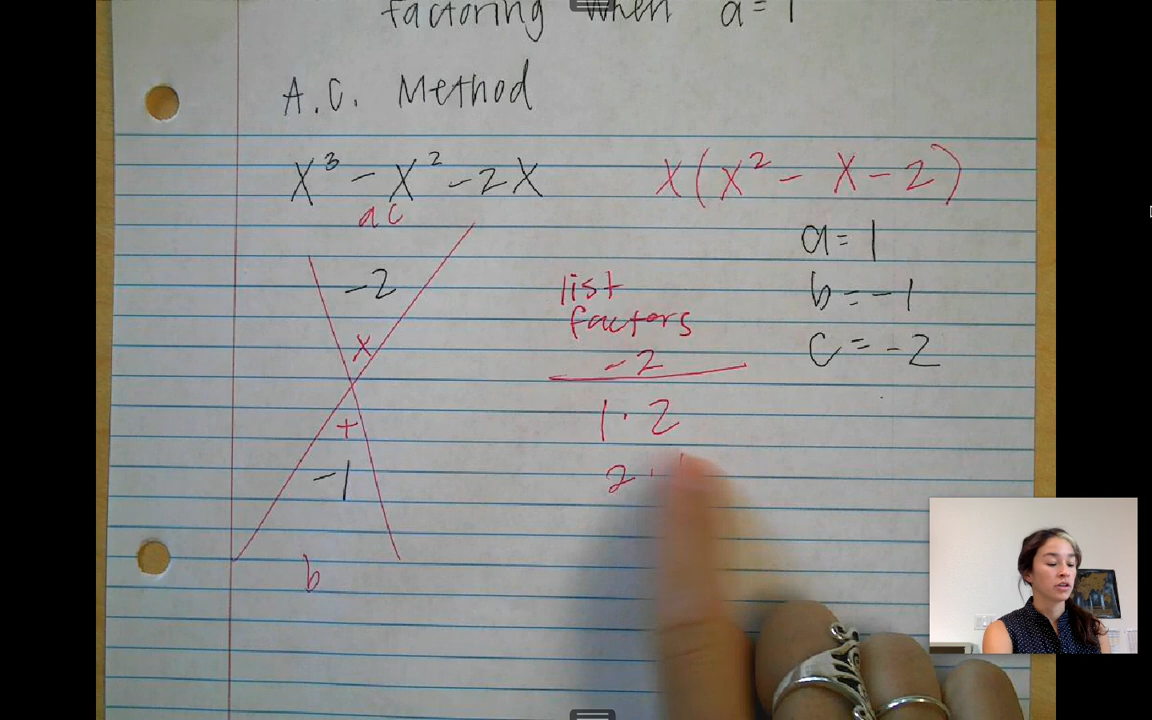 factoring when a=1
A.C. Method
x³ - x² - 2x
x(x² - x - 2)
ac
-2
x
+
-1
b
list
factors
-2
1 · 2
2 ·
a = 1
b = -1
c = -2